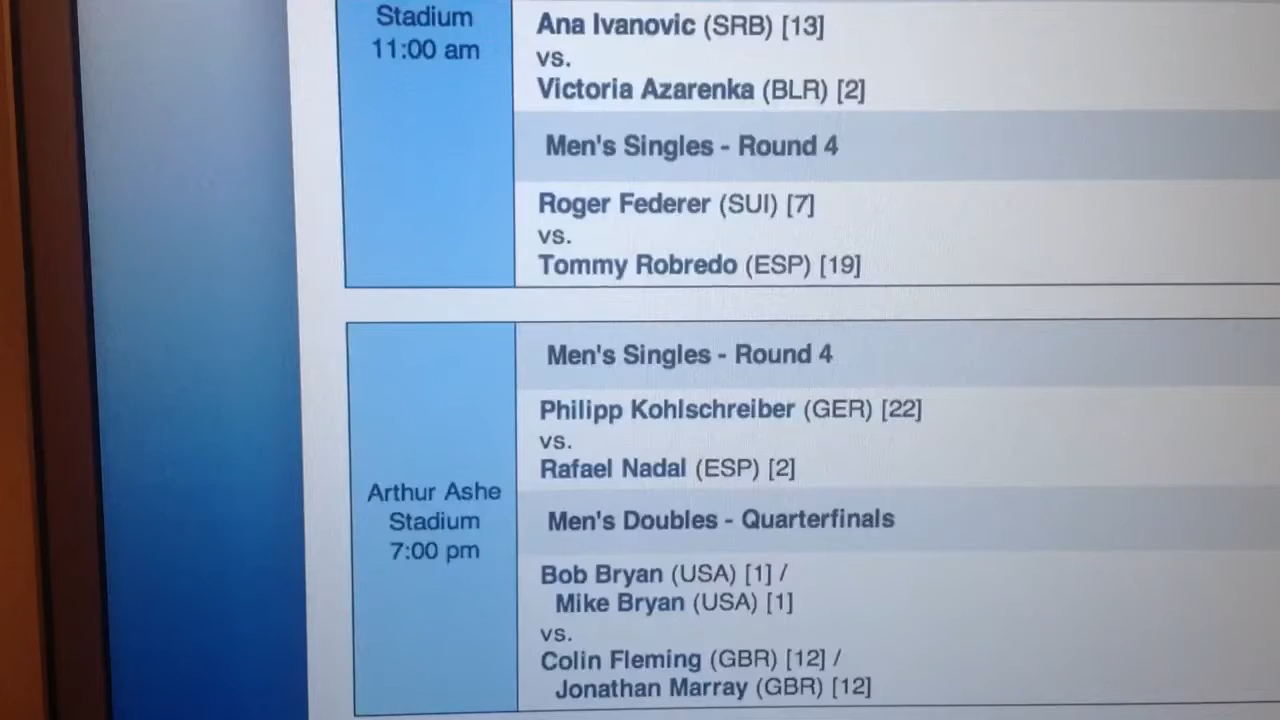 Stadium
11:00 am
Ana Ivanovic (SRB) [13]
vs.
Victoria Azarenka (BLR) [2]
Men's Singles - Round 4
Roger Federer (SUI) [7]
vs.
Tommy Robredo (ESP) [19]
Arthur Ashe
Stadium
7:00 pm
Men's Singles - Round 4
Philipp Kohlschreiber (GER) [22]
vs.
Rafael Nadal (ESP) [2]
Men's Doubles - Quarterfinals
Bob Bryan (USA) [1] /
Mike Bryan (USA) [1]
vs.
Colin Fleming (GBR) [12] /
Jonathan Marray (GBR) [12]